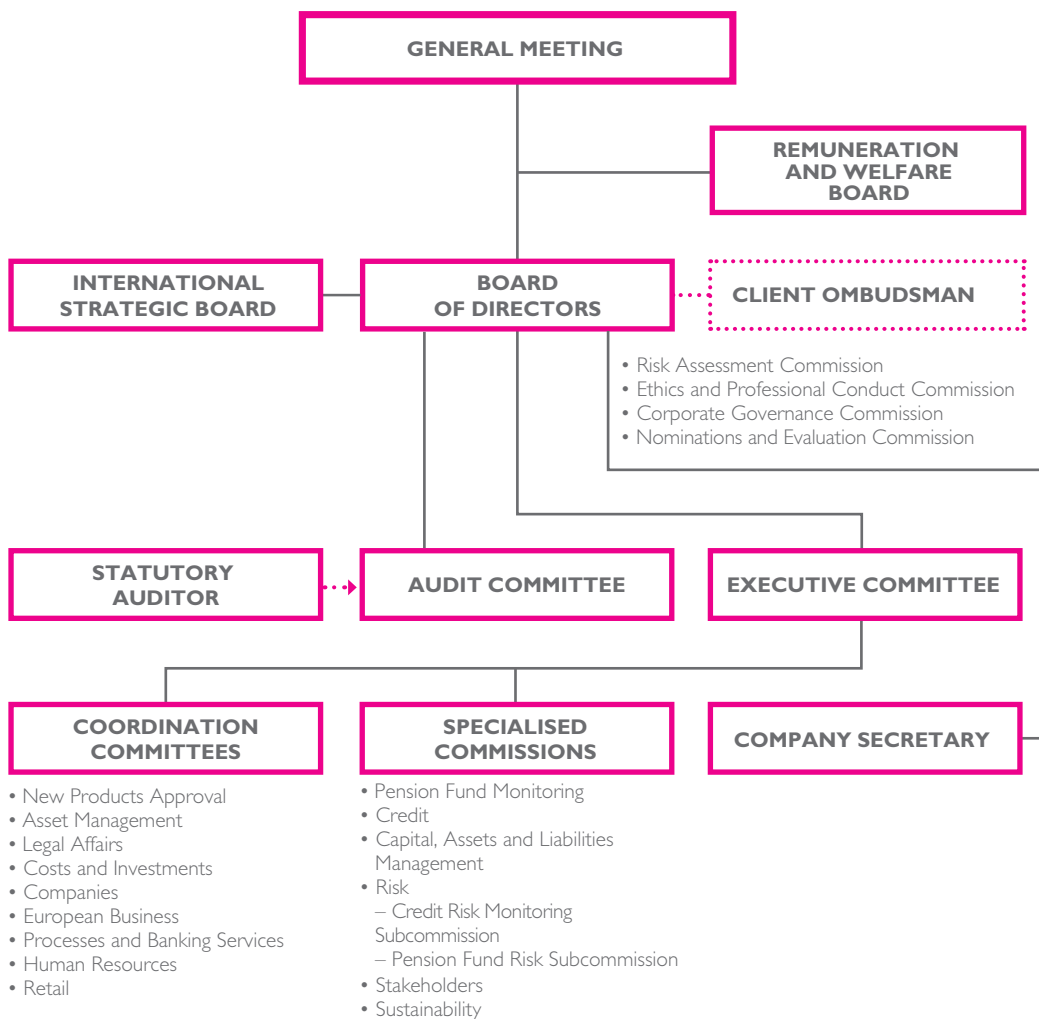 GENERAL MEETING
REMUNERATION
AND WELFARE
BOARD
INTERNATIONAL
STRATEGIC BOARD
BOARD
OF DIRECTORS
CLIENT OMBUDSMAN
• Risk Assessment Commission
• Ethics and Professional Conduct Commission
• Corporate Governance Commission
• Nominations and Evaluation Commission
STATUTORY
AUDITOR
AUDIT COMMITTEE
EXECUTIVE COMMITTEE
COORDINATION
COMMITTEES
SPECIALISED
COMMISSIONS
COMPANY SECRETARY
• New Products Approval
• Asset Management
• Legal Affairs
• Costs and Investments
• Companies
• European Business
• Processes and Banking Services
• Human Resources
• Retail
• Pension Fund Monitoring
• Credit
• Capital, Assets and Liabilities
Management
• Risk
– Credit Risk Monitoring
Subcommission
– Pension Fund Risk Subcommission
• Stakeholders
• Sustainability